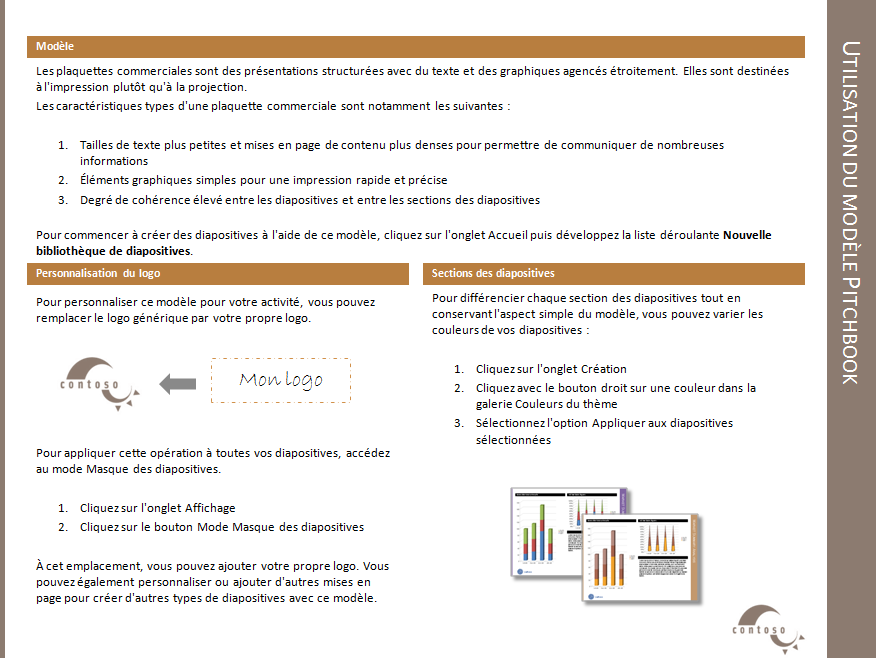 Modèle
Les plaquettes commerciales sont des présentations structurées avec du texte et des graphiques agencés étroitement. Elles sont destinées
à l'impression plutôt qu'à la projection.
Les caractéristiques types d'une plaquette commerciale sont notamment les suivantes :
1. Tailles de texte plus petites et mises en page de contenu plus denses pour permettre de communiquer de nombreuses
informations
2. Éléments graphiques simples pour une impression rapide et précise
3. Degré de cohérence élevé entre les diapositives et entre les sections des diapositives
Pour commencer à créer des diapositives à l'aide de ce modèle, cliquez sur l'onglet Accueil puis développez la liste déroulante Nouvelle
bibliothèque de diapositives.
Personnalisation du logo
Pour personnaliser ce modèle pour votre activité, vous pouvez
remplacer le logo générique par votre propre logo.
contoso
Mon logo
Pour appliquer cette opération à toutes vos diapositives, accédez
au mode Masque des diapositives.
1. Cliquez sur l'onglet Affichage
2. Cliquez sur le bouton Mode Masque des diapositives
À cet emplacement, vous pouvez ajouter votre propre logo. Vous
pouvez également personnaliser ou ajouter d'autres mises en
page pour créer d'autres types de diapositives avec ce modèle.
Sections des diapositives
Pour différencier chaque section des diapositives tout en
conservant l'aspect simple du modèle, vous pouvez varier les
couleurs de vos diapositives :
1. Cliquez sur l'onglet Création
2. Cliquez avec le bouton droit sur une couleur dans la
galerie Couleurs du thème
3. Sélectionnez l'option Appliquer aux diapositives
sélectionnées
contoso
UTILISATION DU MODÈLE PITCHBOOK